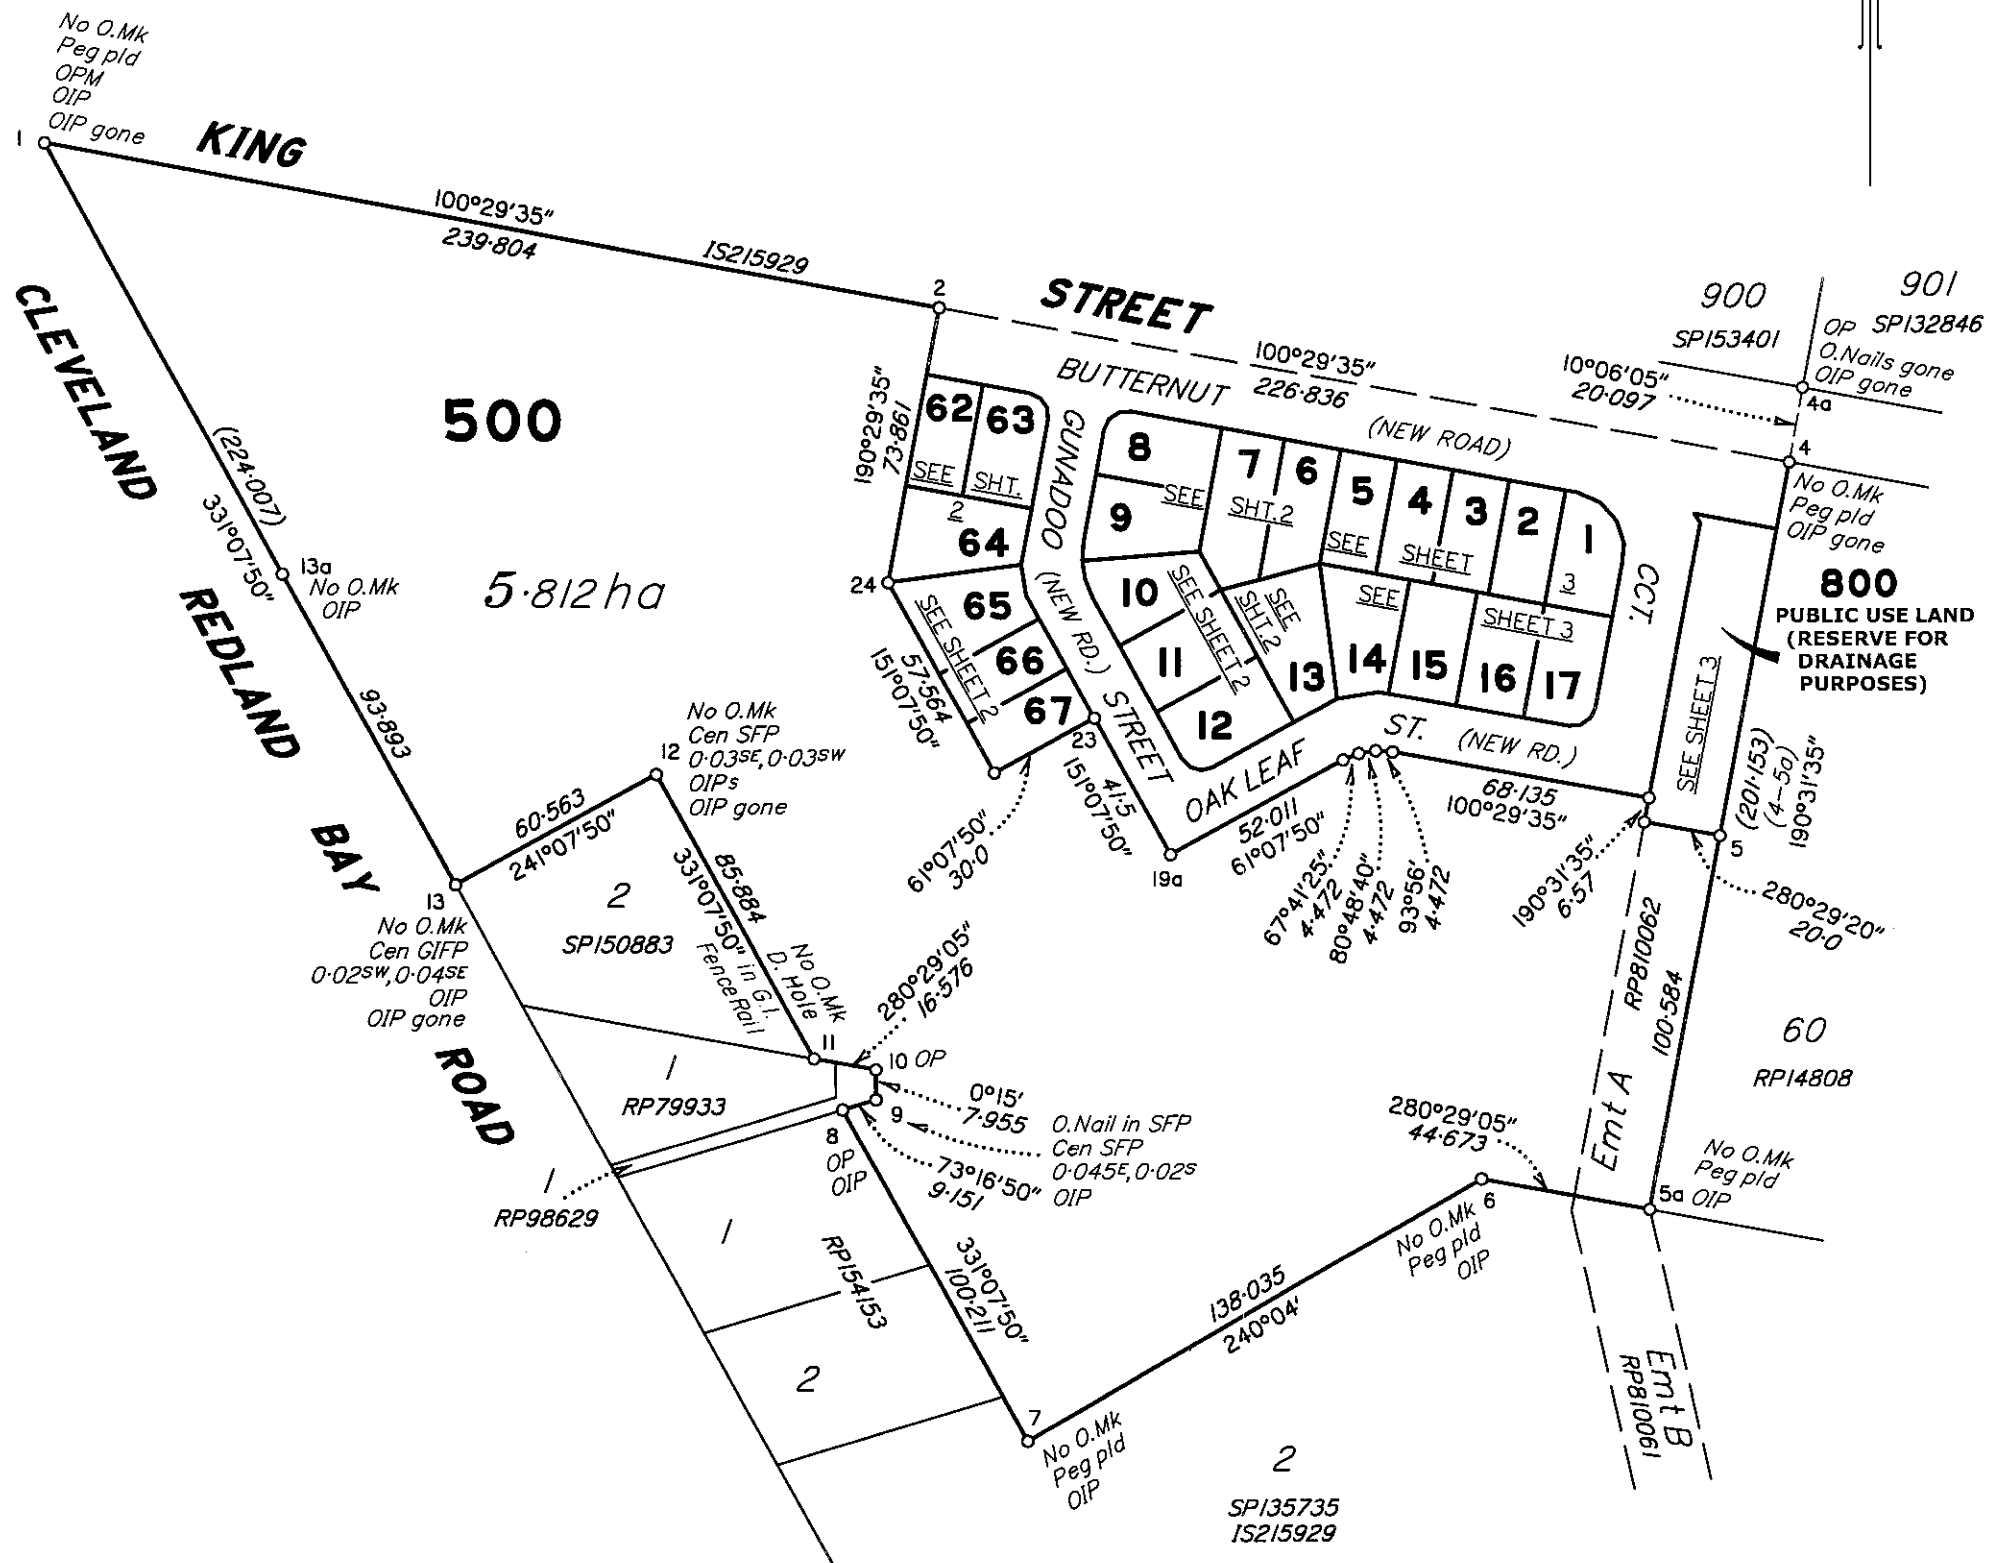 No O.Mk
Peg pld
OPM
OIP
OIP gone
1
KING
100°29'35"
239·804
IS215929
2
STREET
100°29'35"
226·836
900
SP153401
901
SP132846
OP
O.Nails gone
OIP gone
10°06'05"
20·097
4a
4
No O.Mk
Peg pld
OIP gone
BUTTERNUT
(NEW ROAD)
CCT.
CLEVELAND
REDLAND
BAY
ROAD
(224·007)
331°07'50"
500
5·812ha
13a
No O.Mk
OIP
93·893
190°29'35"
73·861
62
63
SEE
SHT.
2
64
GUNADOO
(NEW RD.)
STREET
8
SEE
9
7
6
SHT.2
5
SEE
4
3
SHEET
2
1
3
24
65
66
67
SEE SHEET 2
10
11
12
SEE SHEET 2
SEE
SHT.2
13
SEE
14
15
SHEET 3
16
17
800
PUBLIC USE LAND
(RESERVE FOR
DRAINAGE
PURPOSES)
SEE SHEET 3
(201·153)
(4-5a)
190°31'35"
57·564
151°07'50"
23
61°07'50"
30·0
41·5
151°07'50"
19a
OAK LEAF
ST.
(NEW RD.)
52·011
61°07'50"
67°41'25"
4·472
80°48'40"
4·472
93°56'
4·472
68·135
100°29'35"
190°31'35"
6·57
5
280°29'20"
20·0
12
No O.Mk
Cen SFP
0·03SE,0·03SW
OIPs
OIP gone
60·563
241°07'50"
13
No O.Mk
Cen GIFP
0·02SW,0·04SE
OIP
OIP gone
2
SP150883
85·884
331°07'50"
No O.Mk
D. Hole
in G.I.
Fence Rail
11
280°29'05"
16·576
10 OP
1
RP79933
0°15'
7·955
9
O.Nail in SFP
Cen SFP
0·045E,0·02S
OIP
8
OP
OIP
73°16'50"
9·151
1
RP98629
1
RP154153
2
331°07'50"
100·211
7
No O.Mk
Peg pld
OIP
138·035
240°04'
6
No O.Mk
Peg pld
OIP
280°29'05"
44·673
5a
No O.Mk
Peg pld
OIP
Emt A
RP810062
100·584
60
RP14808
Emt B
RP810061
2
SP135735
IS215929